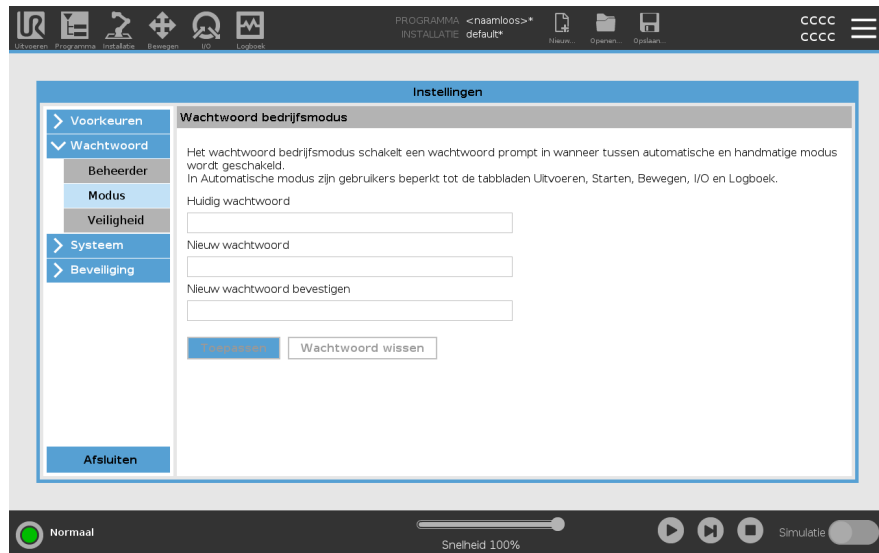 UR
PROGRAMMA <naamloos>*
INSTALLATIE default*
cccc
cccc
Uitvoeren Programma Installatie Bewegen I/O Logboek Nieuw... Openen... Opslaan...
Instellingen
Voorkeuren
Wachtwoord
Beheerder
Modus
Veiligheid
Systeem
Beveiliging
Afsluiten
Wachtwoord bedrijfsmodus
Het wachtwoord bedrijfsmodus schakelt een wachtwoord prompt in wanneer tussen automatische en handmatige modus
wordt geschakeld.
In Automatische modus zijn gebruikers beperkt tot de tabbladen Uitvoeren, Starten, Bewegen, I/O en Logboek.
Huidig wachtwoord
Nieuw wachtwoord
Nieuw wachtwoord bevestigen
Toepassen Wachtwoord wissen
Normaal
Snelheid 100%
Simulatie